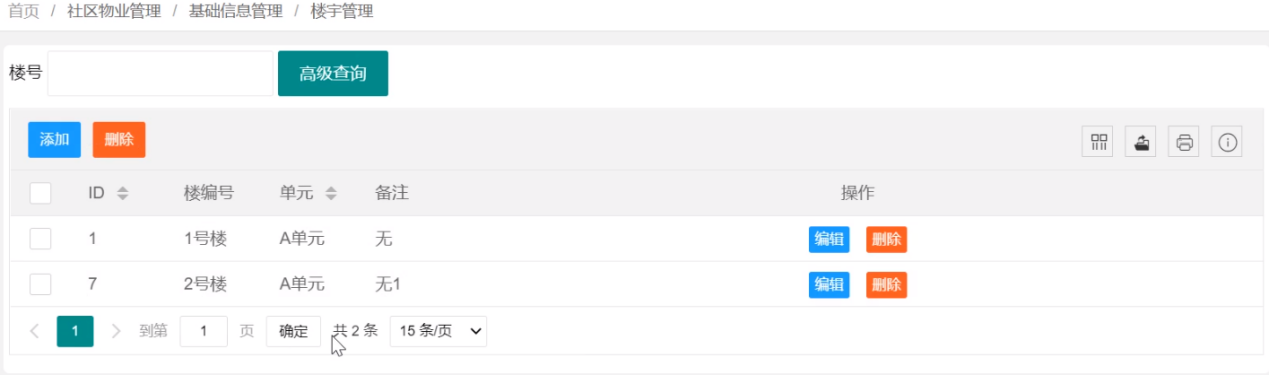 首页 / 社区物业管理 / 基础信息管理 / 楼宇管理
楼号 高级查询
添加 删除
ID 楼编号 单元 备注 操作
1 1号楼 A单元 无 编辑 删除
7 2号楼 A单元 无1 编辑 删除
< 1 > 到第 1 页 确定 共 2 条 15 条/页